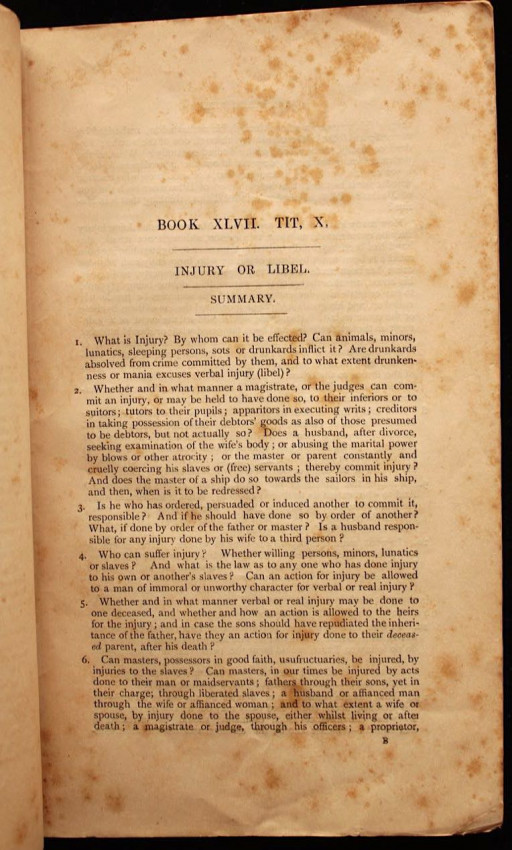 BOOK XLVII. TIT, X.
INJURY OR LIBEL.
SUMMARY.
1. What is Injury? By whom can it be effected? Can animals, minors,
lunatics, sleeping persons, sots or drunkards inflict it? Are drunkards
absolved from crime committed by them, and to what extent drunken-
ness or mania excuses verbal injury (libel)?
2. Whether and in what manner a magistrate, or the judges can com-
mit an injury, or may be held to have done so, to their inferiors or to
suitors; tutors to their pupils; apparitors in executing writs; creditors
in taking possession of their debtors' goods as also of those presumed
to be debtors, but not actually so? Does a husband, after divorce,
seeking examination of the wife's body; or abusing the marital power
by blows or other atrocity; or the master or parent constantly and
cruelly coercing his slaves or (free) servants; thereby commit injury?
And does the master of a ship do so towards the sailors in his ship,
and then, when is it to be redressed?
3. Is he who has ordered, persuaded or induced another to commit it,
responsible? And if he should have done so by order of another?
What, if done by order of the father or master? Is a husband respon-
sible for any injury done by his wife to a third person?
4. Who can suffer injury? Whether willing persons, minors, lunatics
or slaves? And what is the law as to any one who has done injury
to his own or another's slaves? Can an action for injury be allowed
to a man of immoral or unworthy character for verbal or real injury?
5. Whether and in what manner verbal or real injury may be done to
one deceased, and whether and how an action is allowed to the heirs
for the injury; and in case the sons should have repudiated the inheri-
tance of the father, have they an action for injury done to their deceas-
ed parent, after his death?
6. Can masters, possessors in good faith, usufructuaries, be injured, by
injuries to the slaves? Can masters, in our times be injured by acts
done to their man or maidservants; fathers through their sons, yet in
their charge; through liberated slaves; a husband or affianced man
through the wife or affianced woman; and to what extent a wife or
spouse, by injury done to the spouse, either whilst living or after
death; a magistrate or judge, through his officers; a proprietor,
B